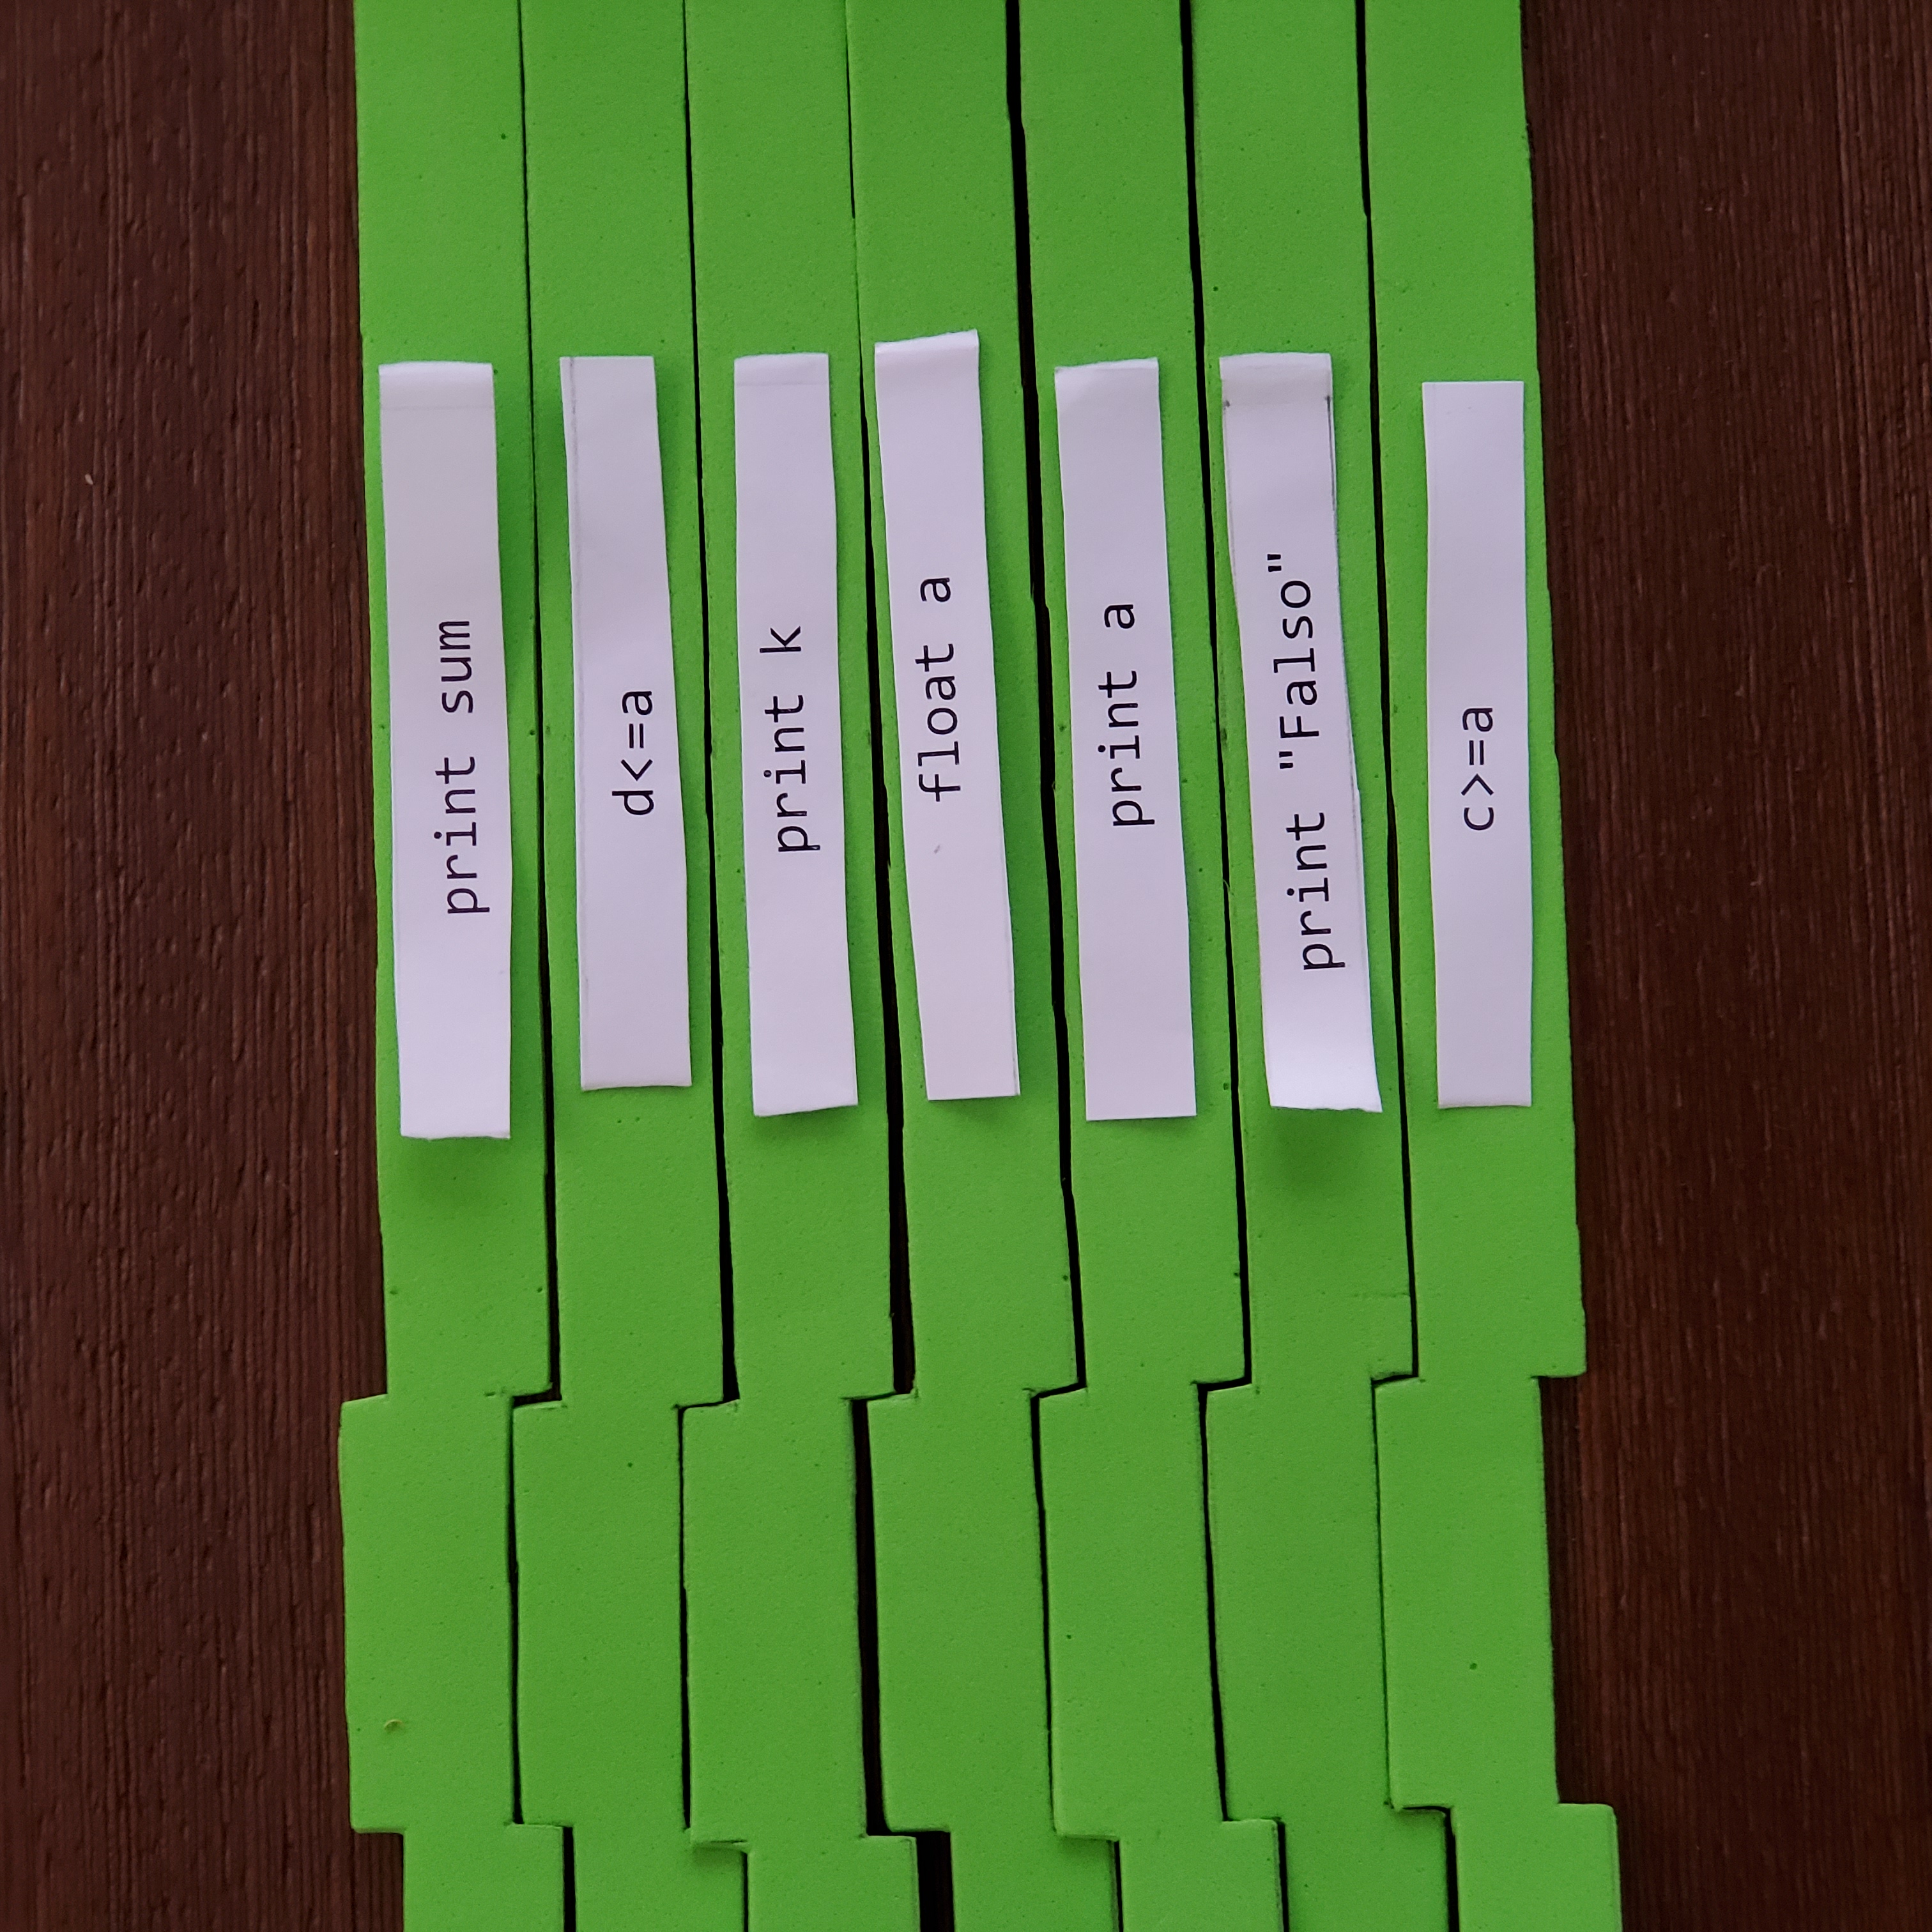 print sum
d<=a
print k
float a
print a
print "Falso"
c>=a